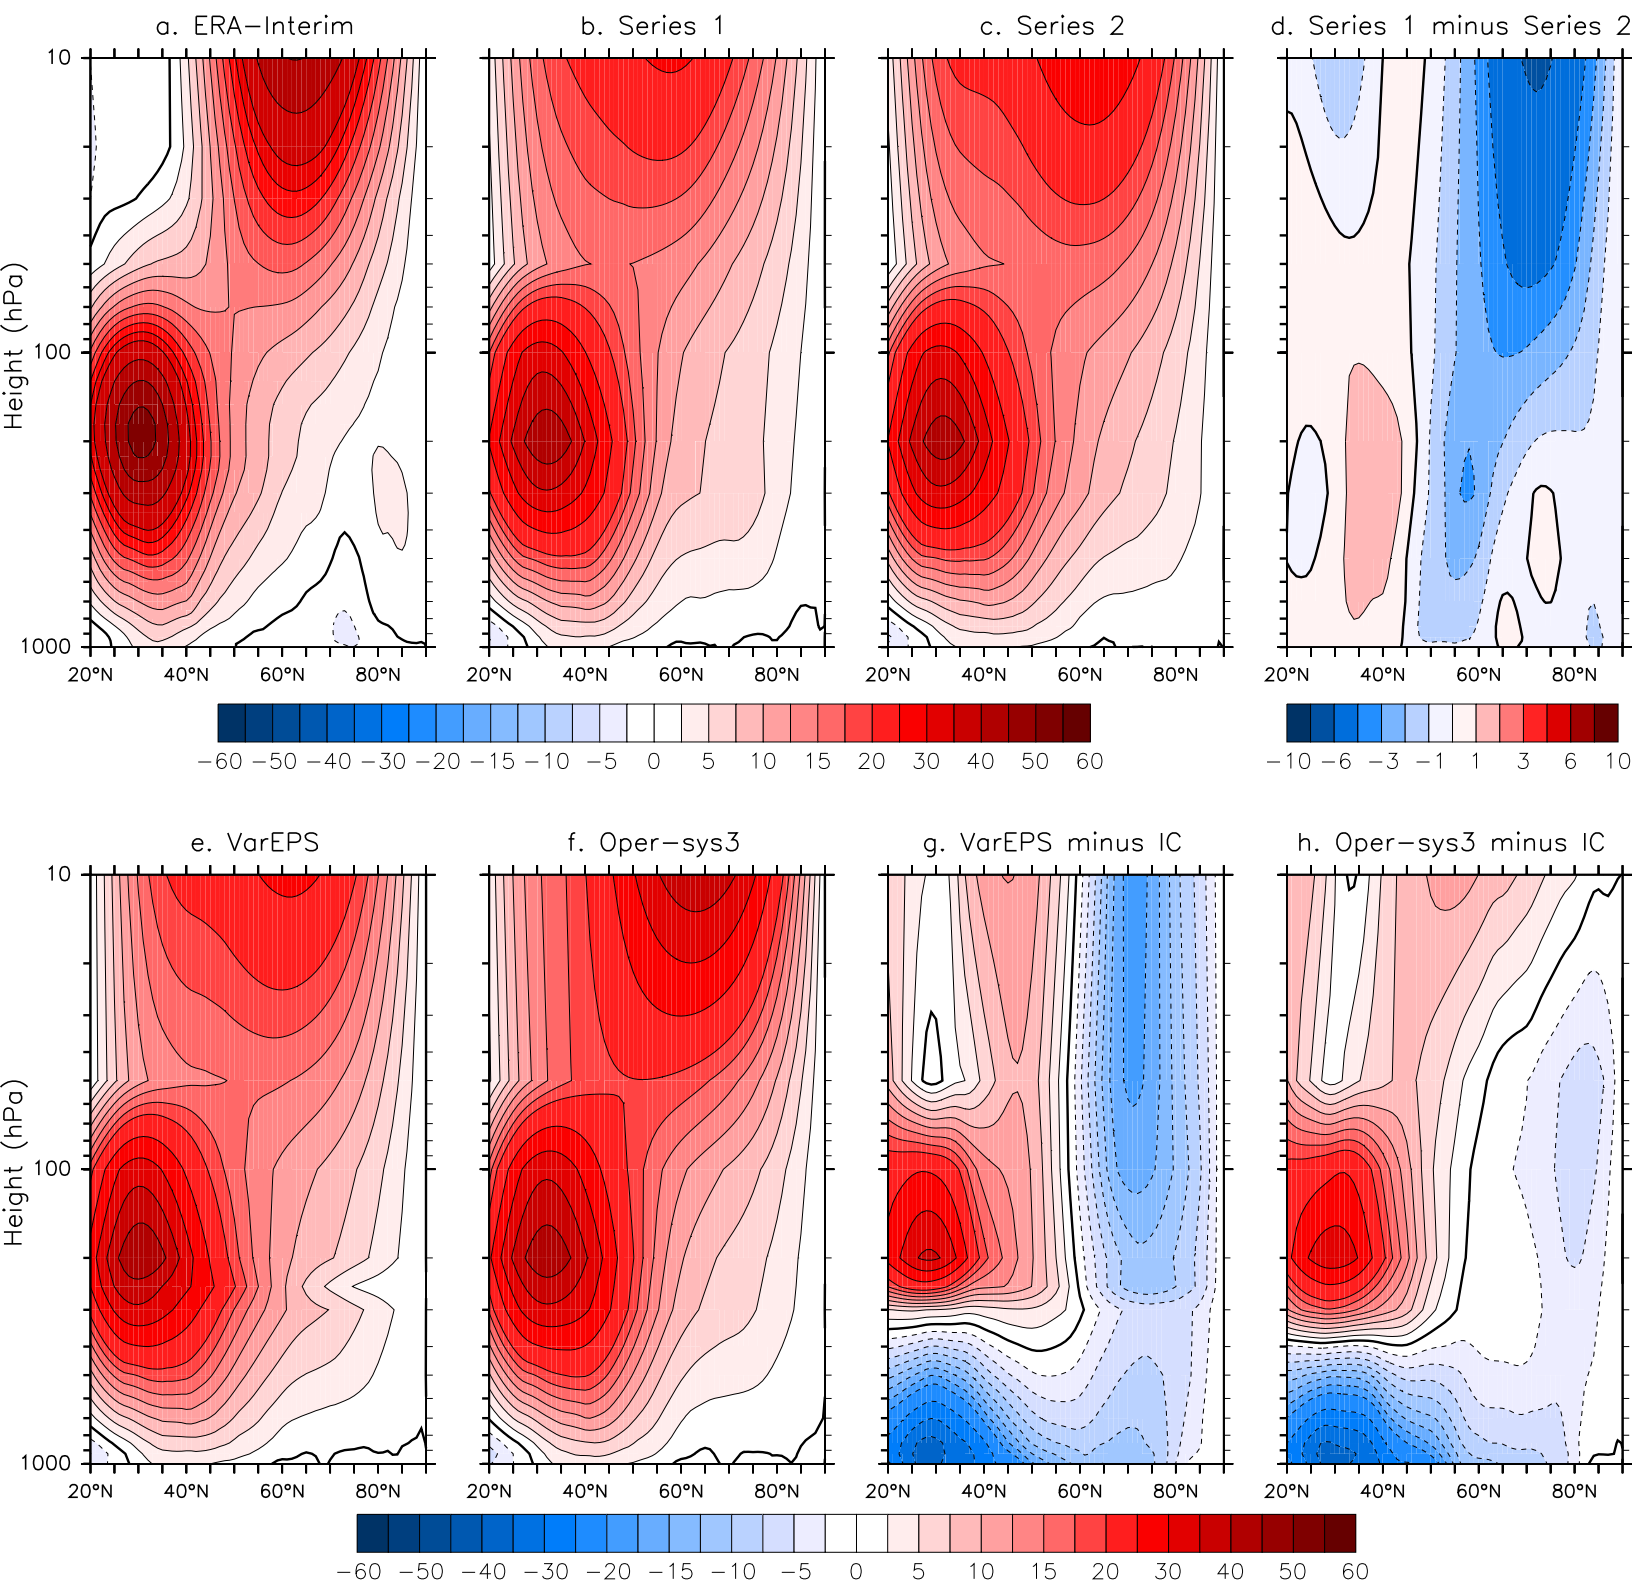 a. ERA−Interim b. Series 1 c. Series 2 d. Series 1 minus Series 2
10
100
1000
Height (hPa)
20°N 40°N 60°N 80°N 20°N 40°N 60°N 80°N 20°N 40°N 60°N 80°N 20°N 40°N 60°N 80°N
−60 −50 −40 −30 −20 −15 −10 −5 0 5 10 15 20 30 40 50 60 −10 −6 −3 −1 1 3 6 10
e. VarEPS f. Oper−sys3 g. VarEPS minus IC h. Oper−sys3 minus IC
10
100
1000
Height (hPa)
20°N 40°N 60°N 80°N 20°N 40°N 60°N 80°N 20°N 40°N 60°N 80°N 20°N 40°N 60°N 80°N
−60 −50 −40 −30 −20 −15 −10 −5 0 5 10 15 20 30 40 50 60